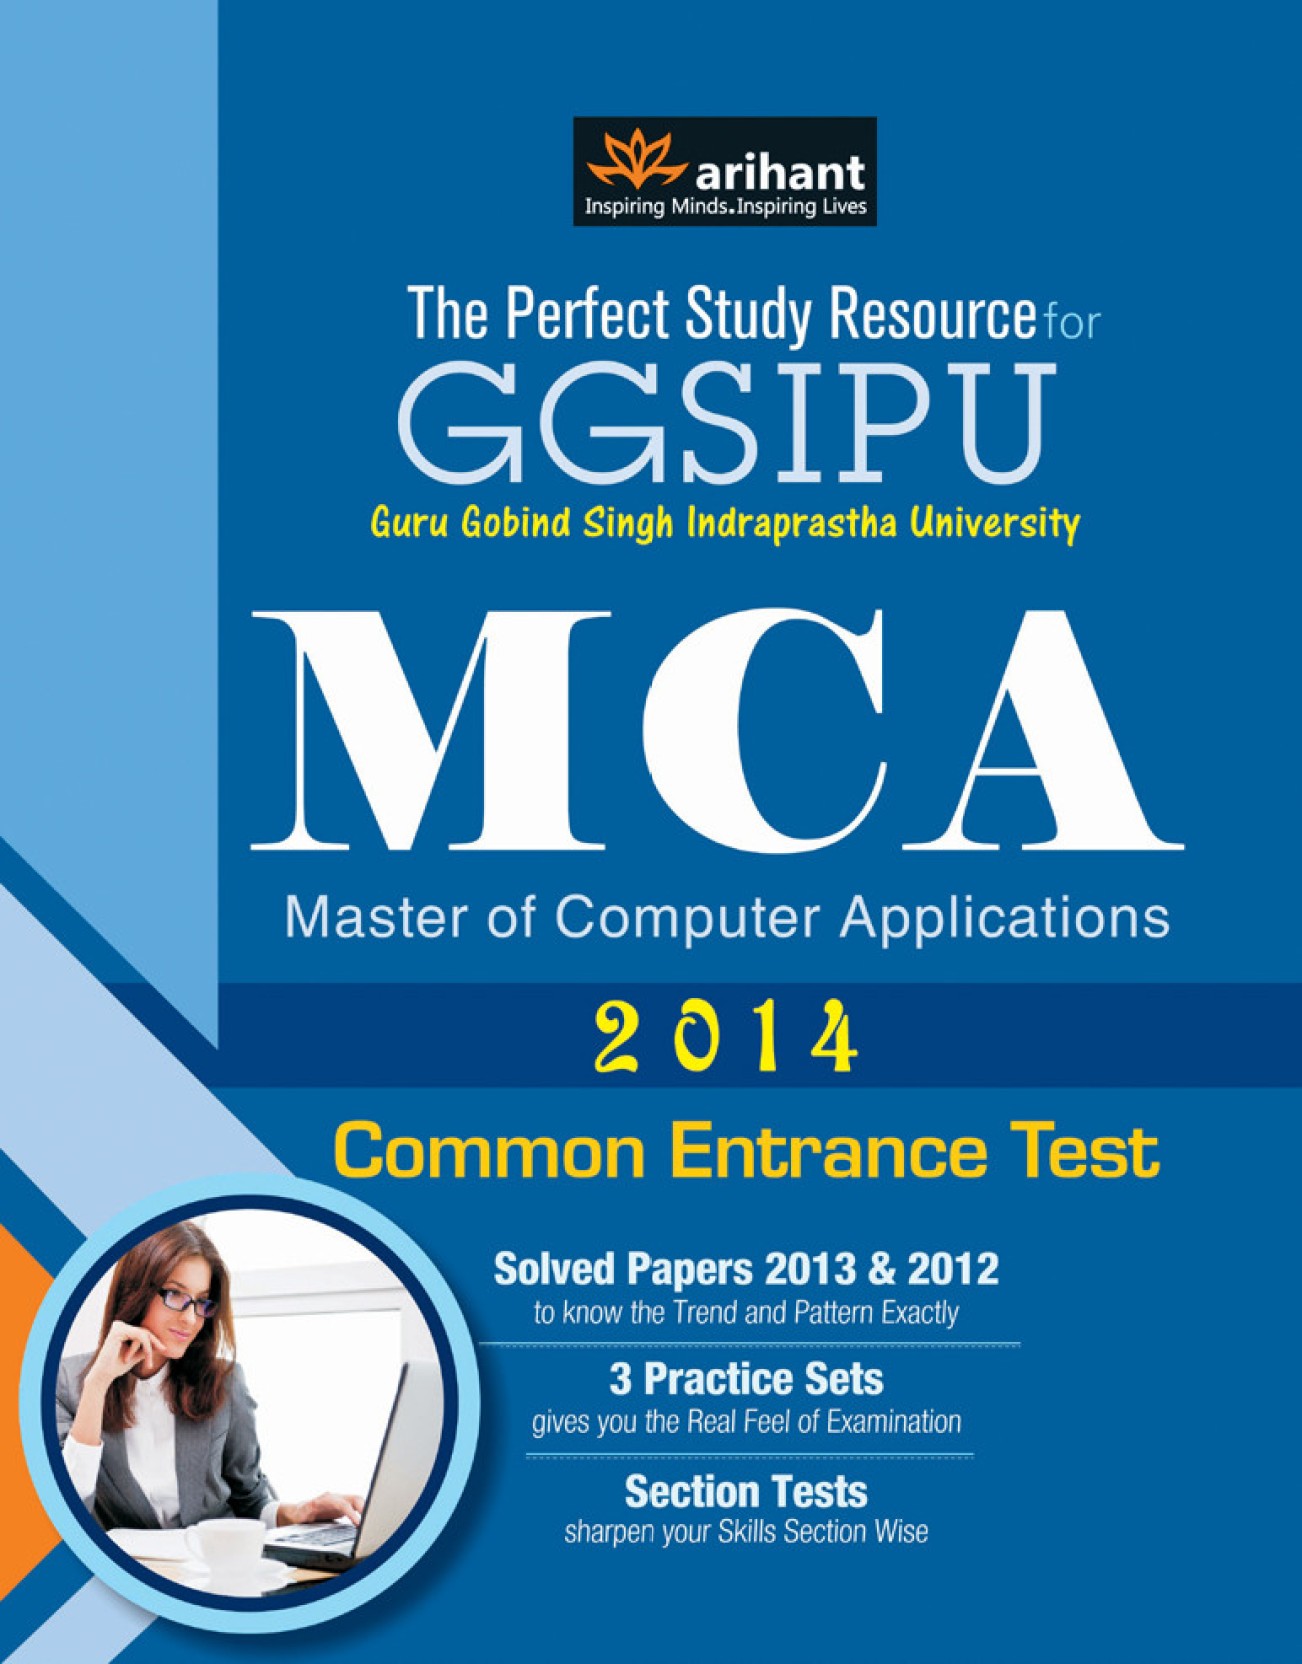 arihant
Inspiring Minds.Inspiring Lives
The Perfect Study Resource for
GGSIPU
Guru Gobind Singh Indraprastha University
MCA
Master of Computer Applications
2014
Common Entrance Test
Solved Papers 2013 & 2012
to know the Trend and Pattern Exactly
3 Practice Sets
gives you the Real Feel of Examination
Section Tests
sharpen your Skills Section Wise